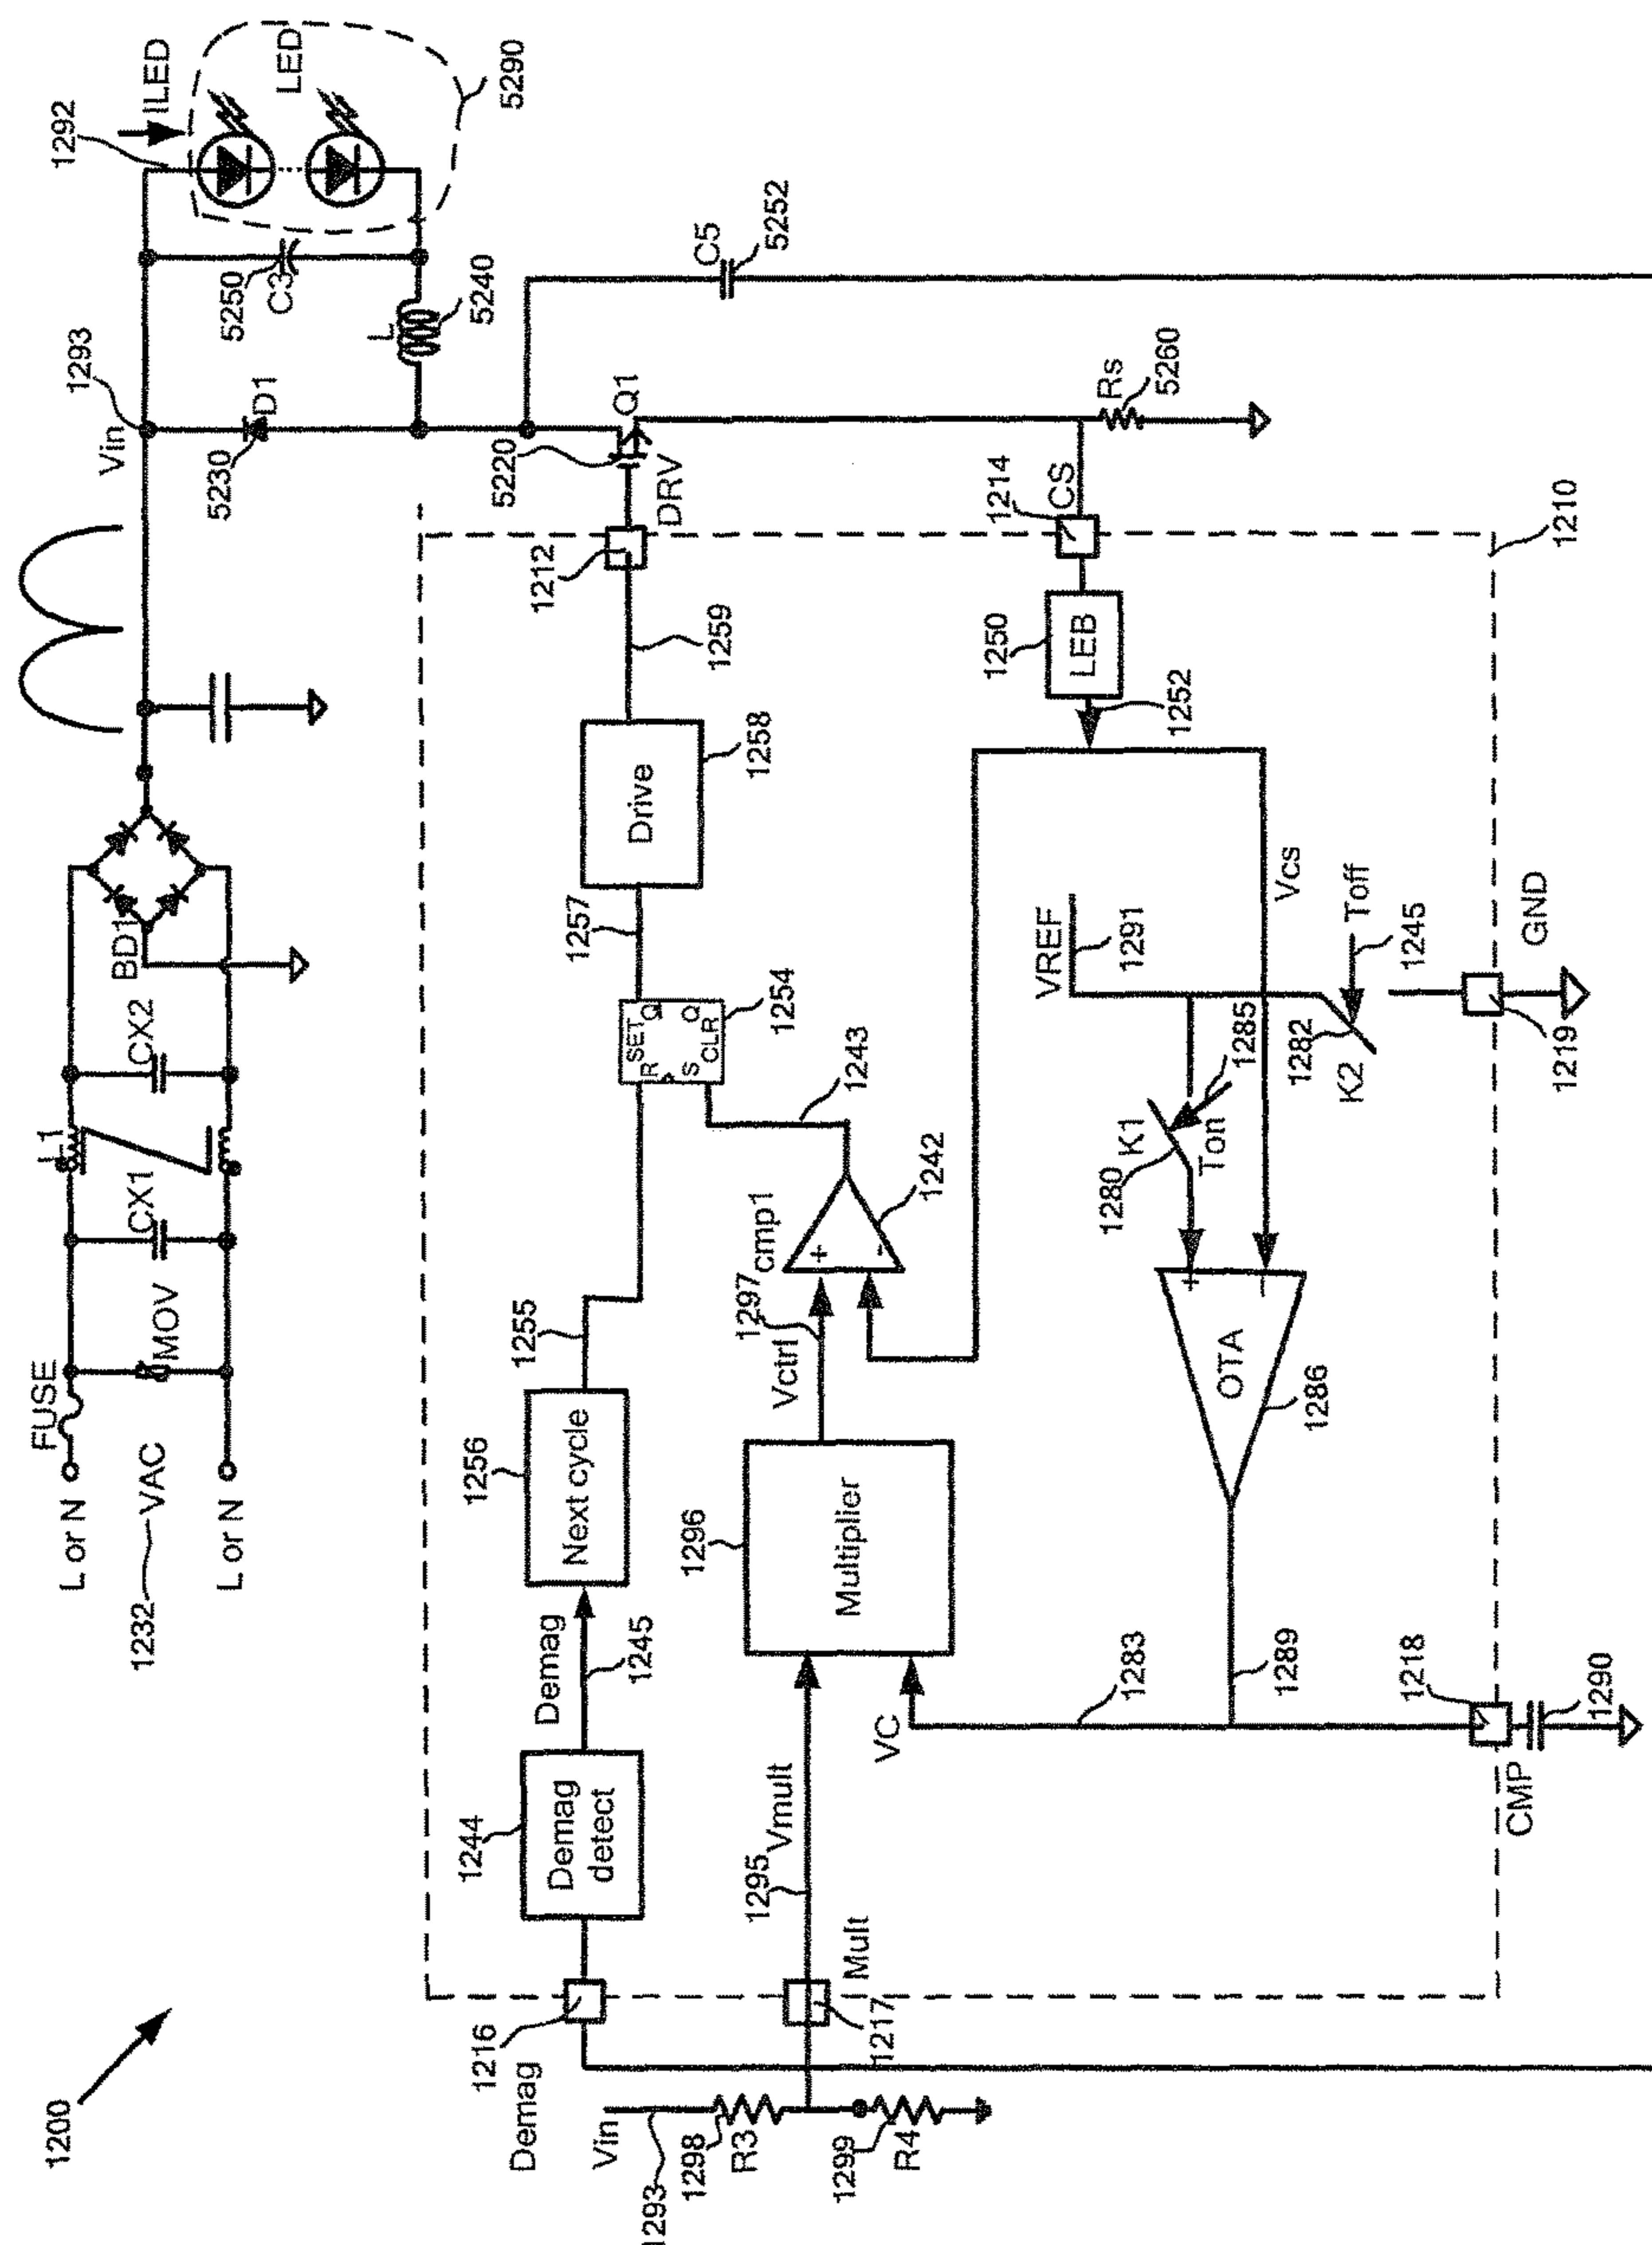 1200
L or N
FUSE
1232
VAC
L or N
MOV
CX1
L1
CX2
BD1
Vin
1293
5230
D1
5250
C3
L
5240
1292
ILED
LED
5290
C5
5252
5220
Q1
DRV
1212
1259
Drive
1258
1257
SET
R
Q
S
CLR
Q
1254
1243
cmp1
+
-
1242
1297
Vctrl
1255
Next cycle
1256
Demag
1245
Demag
detect
1244
1216
Demag
Vin
1293
1298
R3
1299
R4
1217
Mult
1295
Vmult
Multiplier
1296
VC
1283
1289
OTA
+
-
1286
1280
K1
Ton
1285
VREF
1291
1282
K2
Toff
1245
Vcs
1252
LEB
1250
1214
CS
Rs
5260
1210
GND
1219
1218
CMP
1290